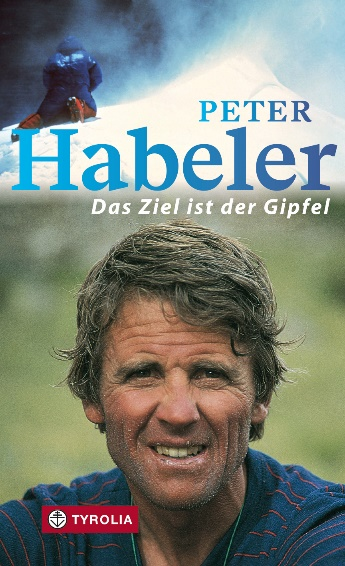 PETER
Habeler
Das Ziel ist der Gipfel
TYROLIA